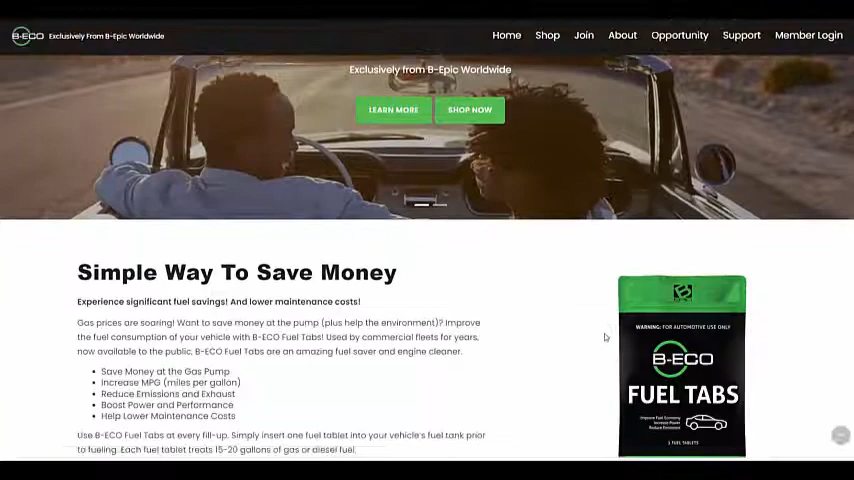 B-ECO Exclusively From B-Epic Worldwide
Home Shop Join About Opportunity Support Member Login
Exclusively from B-Epic Worldwide
LEARN MORE SHOP NOW
Simple Way To Save Money
Experience significant fuel savings! And lower maintenance costs!
Gas prices are soaring! Want to save money at the pump (plus help the environment)? Improve
the fuel consumption of your vehicle with B-ECO Fuel Tabs! Used by commercial fleets for years,
now available to the public, B-ECO Fuel Tabs are an amazing fuel saver and engine cleaner.
• Save Money at the Gas Pump
• Increase MPG (miles per gallon)
• Reduce Emissions and Exhaust
• Boost Power and Performance
• Help Lower Maintenance Costs
Use B-ECO Fuel Tabs at every fill-up. Simply insert one fuel tablet into your vehicle's fuel tank prior
to fueling. Each fuel tablet treats 15-20 gallons of gas or diesel fuel.
WARNING: FOR AUTOMOTIVE USE ONLY
B-ECO
FUEL TABS
Improve Fuel Economy
Increase Power
Reduce Emissions
FUEL TABLETS